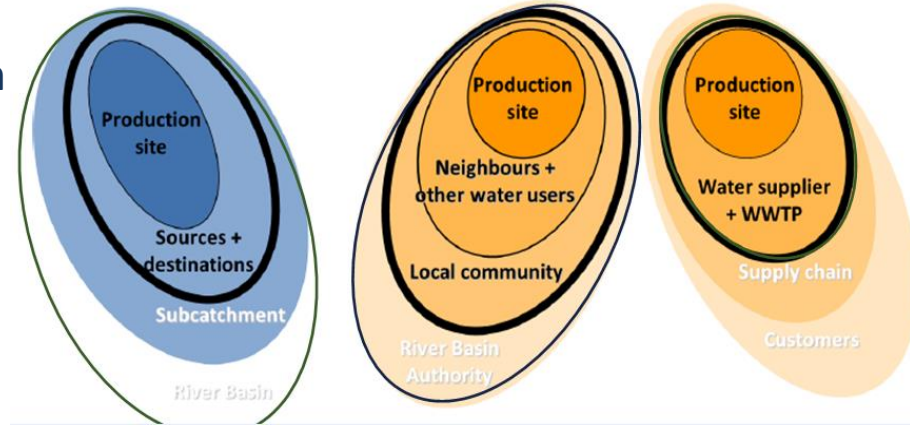 n
Production
site
Sources +
destinations
Subcatchment
River Basin
Production
site
Neighbours +
other water users
Local community
River Basin
Authority
Production
site
Water supplier
+ WWTP
Supply chain
Customers